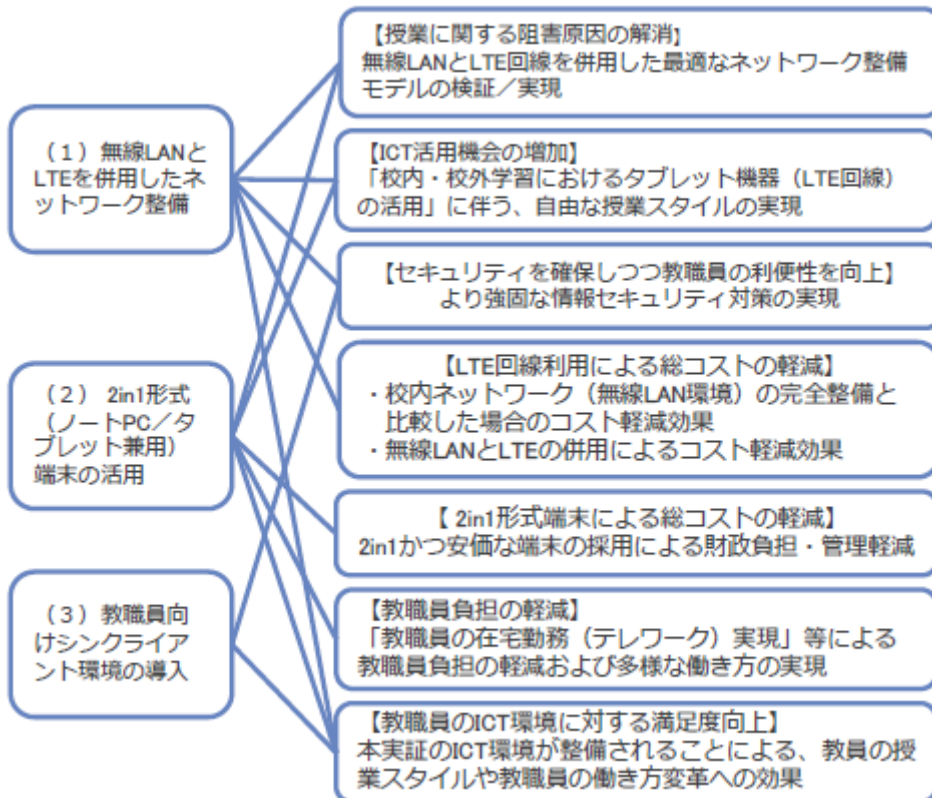 （1）無線LANと
LTEを併用したネ
ットワーク整備
（2） 2in1形式
（ノートPC／タ
ブレット兼用）
端末の活用
（3）教職員向
けシンクライア
ント環境の導入
【授業に関する阻害原因の解消】
無線LANとLTE回線を併用した最適なネットワーク整備
モデルの検証／実現
【ICT活用機会の増加】
「校内・校外学習におけるタブレット機器（LTE回線）
の活用」に伴う、自由な授業スタイルの実現
【セキュリティを確保しつつ教職員の利便性を向上】
より強固な情報セキュリティ対策の実現
【LTE回線利用による総コストの軽減】
・校内ネットワーク（無線LAN環境）の完全整備と
比較した場合のコスト軽減効果
・無線LANとLTEの併用によるコスト軽減効果
【 2in1形式端末による総コストの軽減】
2in1かつ安価な端末の採用による財政負担・管理軽減
【教職員負担の軽減】
「教職員の在宅勤務（テレワーク）実現」等による
教職員負担の軽減および多様な働き方の実現
【教職員のICT環境に対する満足度向上】
本実証のICT環境が整備されることによる、教員の授
業スタイルや教職員の働き方変革への効果